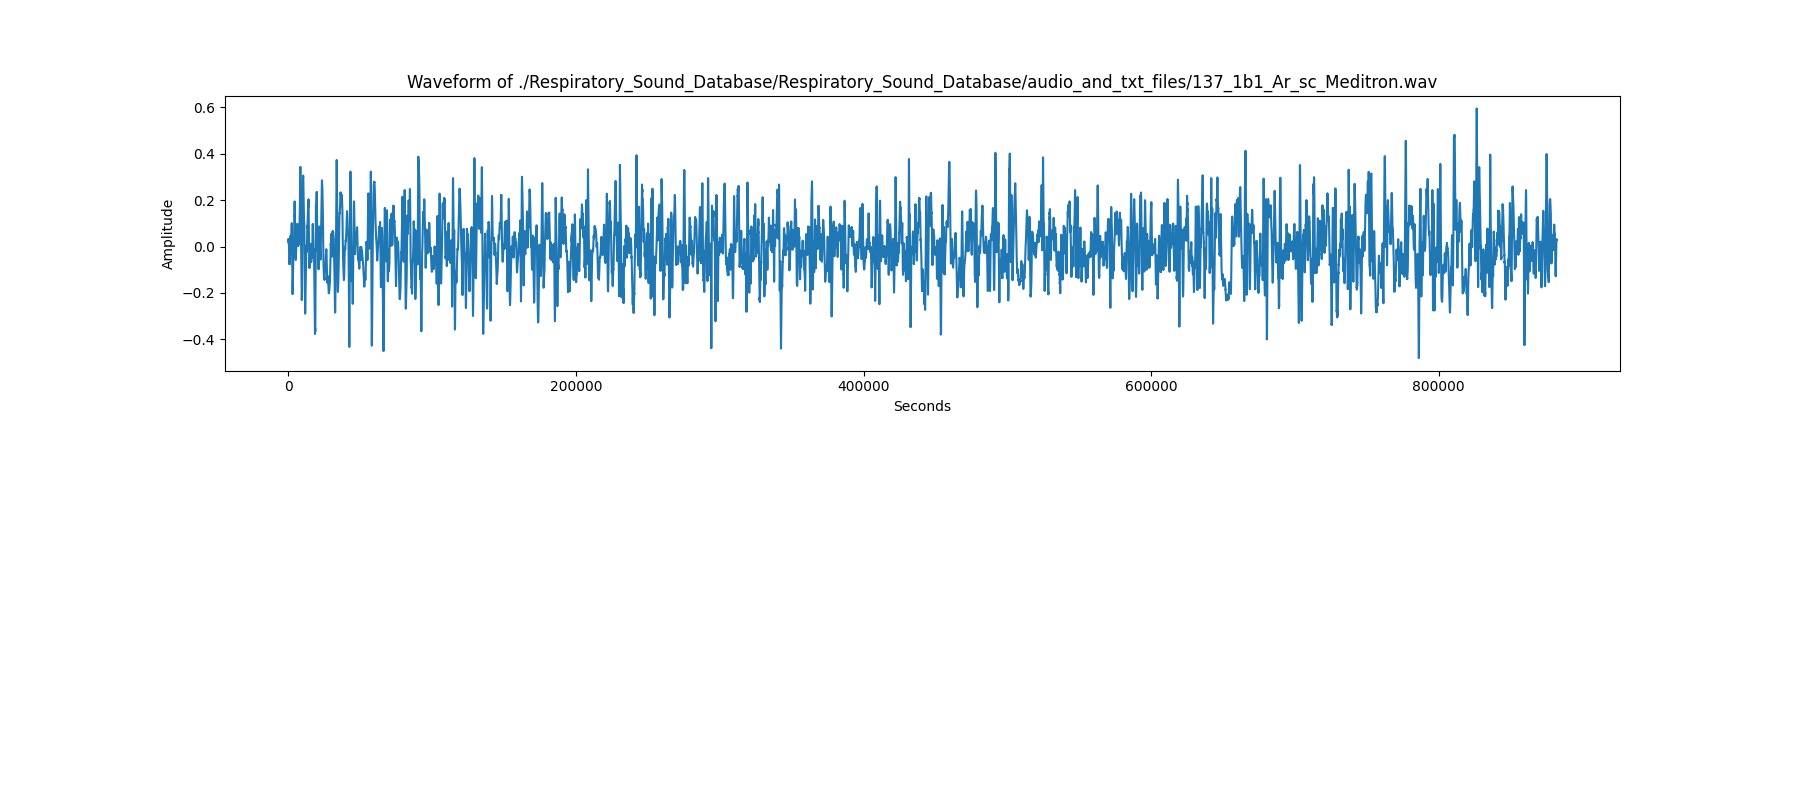 Waveform of ./Respiratory_Sound_Database/Respiratory_Sound_Database/audio_and_txt_files/137_1b1_Ar_sc_Meditron.wav
0.6
0.4
0.2
0.0
−0.2
−0.4
Amplitude
0 200000 400000 600000 800000
Seconds